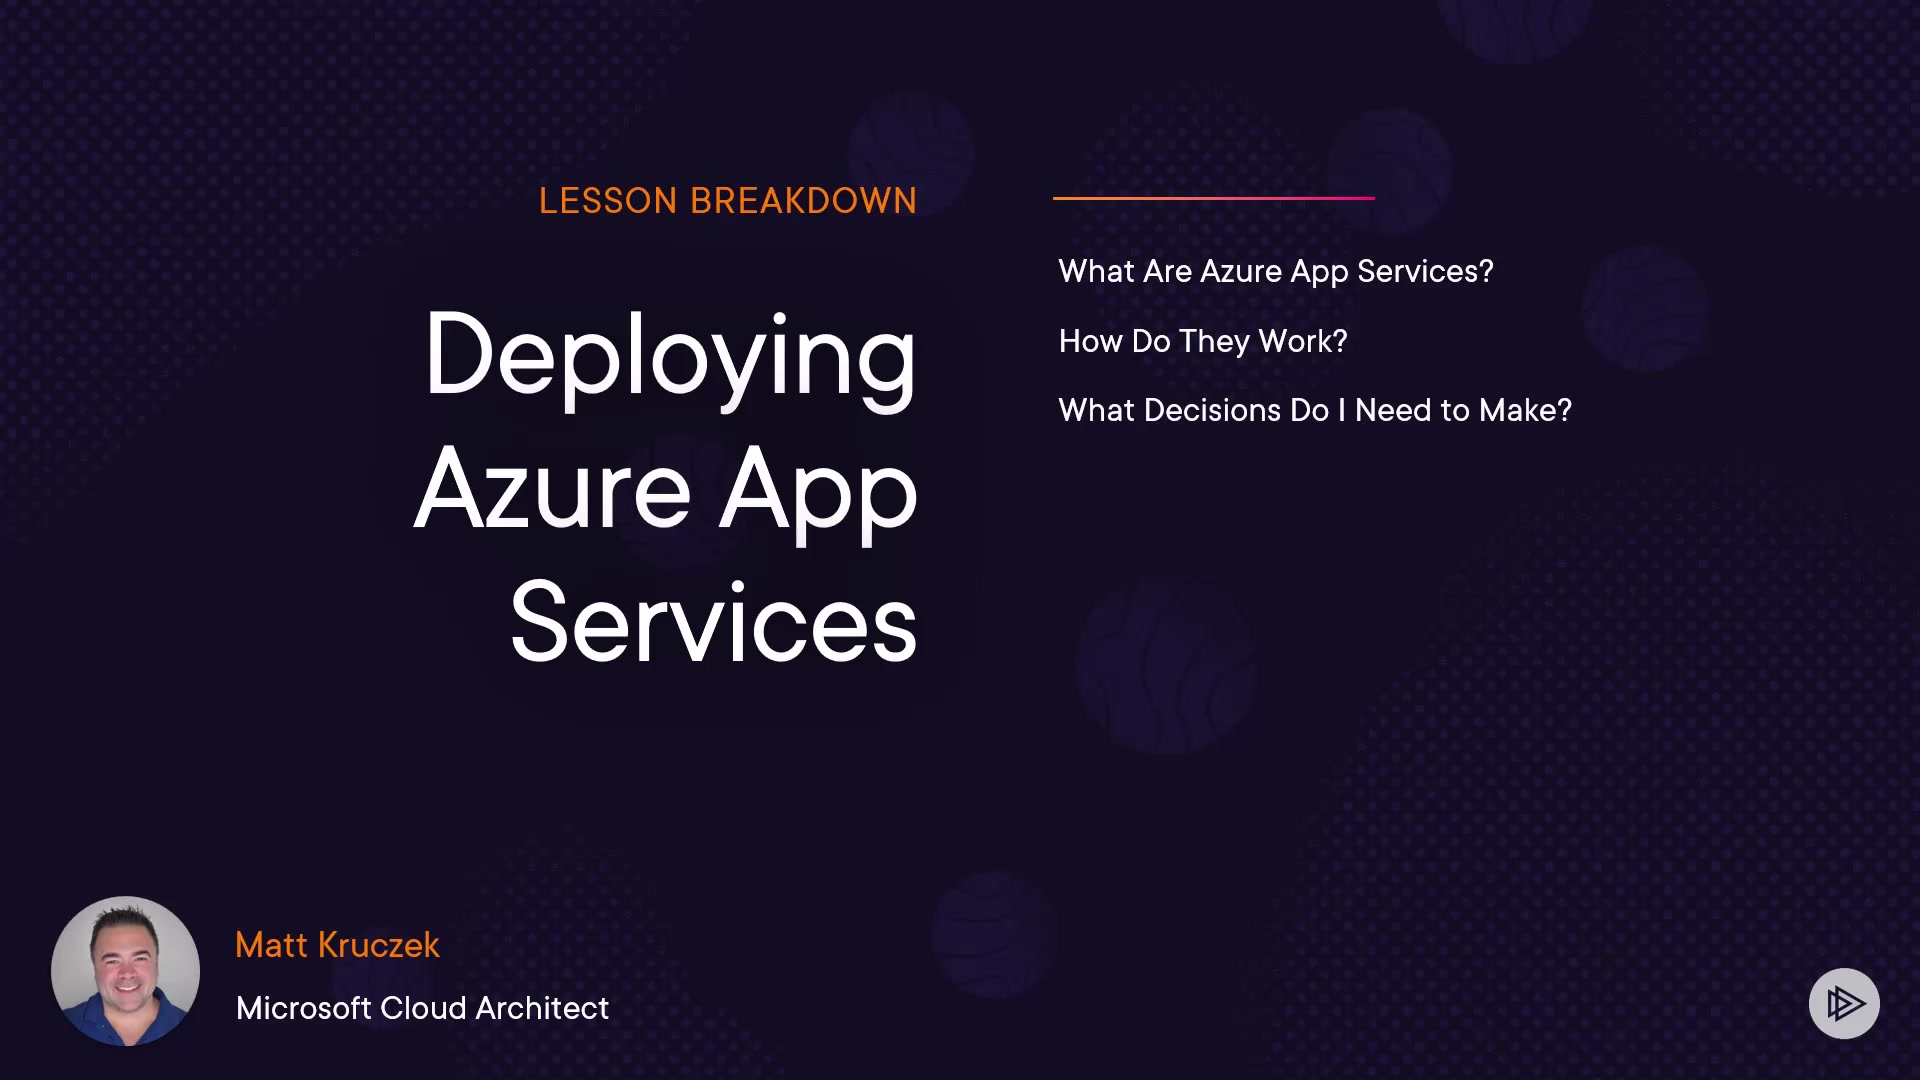 LESSON BREAKDOWN
Deploying
Azure App
Services
What Are Azure App Services?
How Do They Work?
What Decisions Do I Need to Make?
Matt Kruczek
Microsoft Cloud Architect